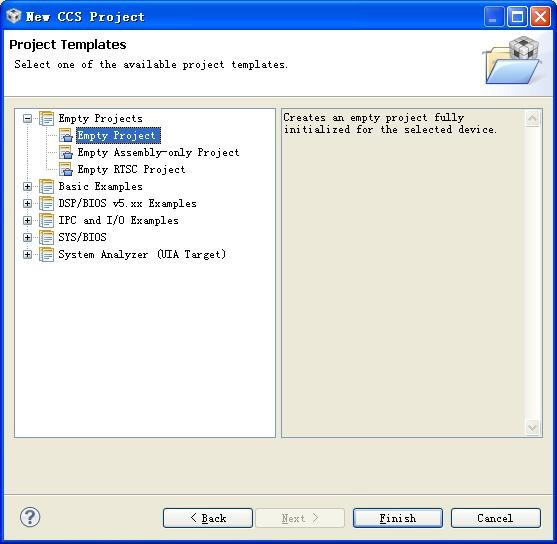 New CCS Project
Project Templates
Select one of the available project templates.
Empty Projects
Empty Project
Empty Assembly-only Project
Empty RTSC Project
Basic Examples
DSP/BIOS v5.xx Examples
IPC and I/O Examples
SYS/BIOS
System Analyzer (UIA Target)
Creates an empty project fully
initialized for the selected device.
? < Back Next > Finish Cancel